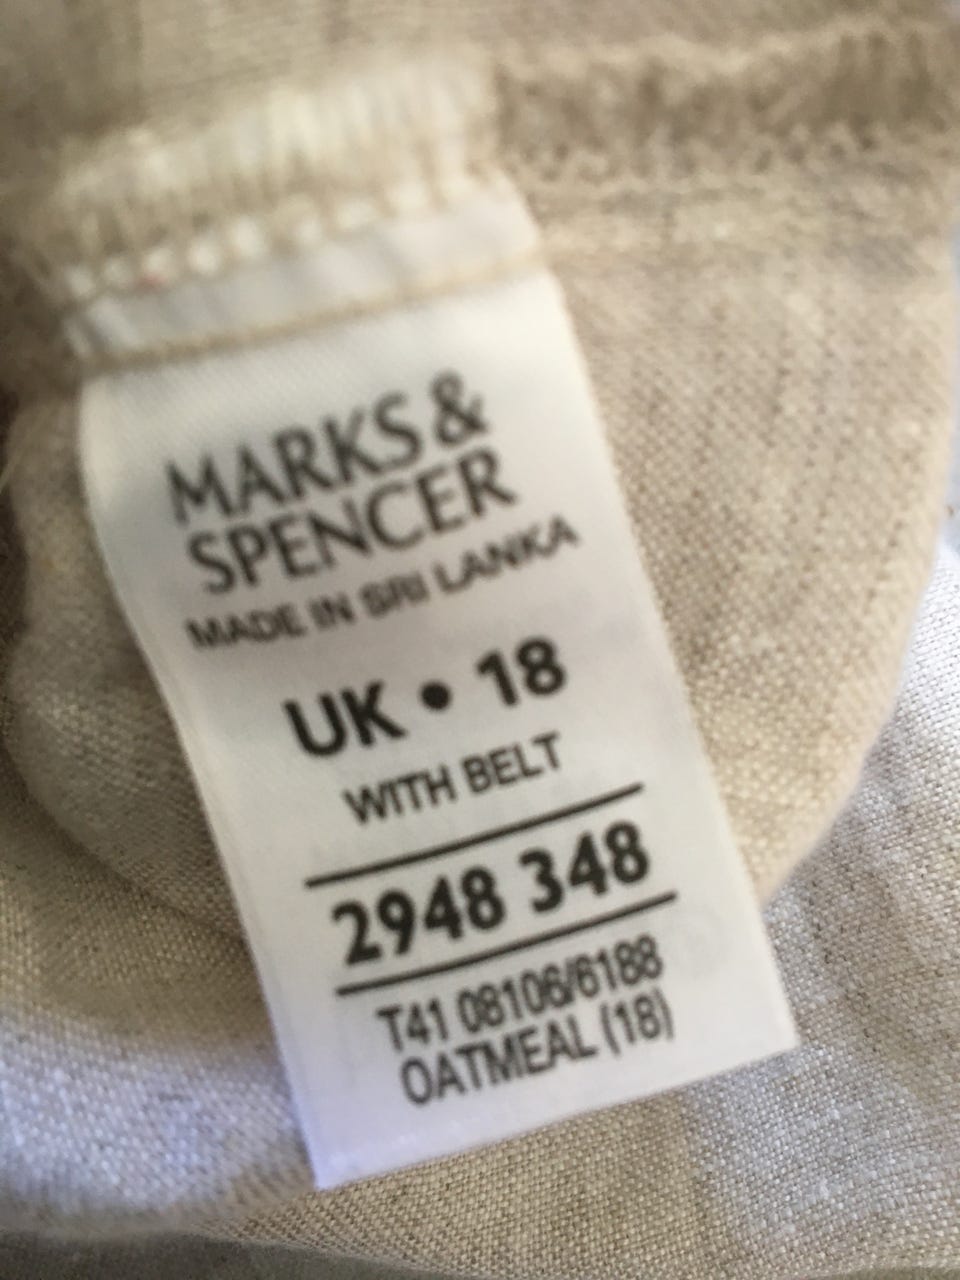 MARKS &
SPENCER
MADE IN SRI LANKA
UK • 18
WITH BELT
2948 348
T41 08106/6188
OATMEAL (18)